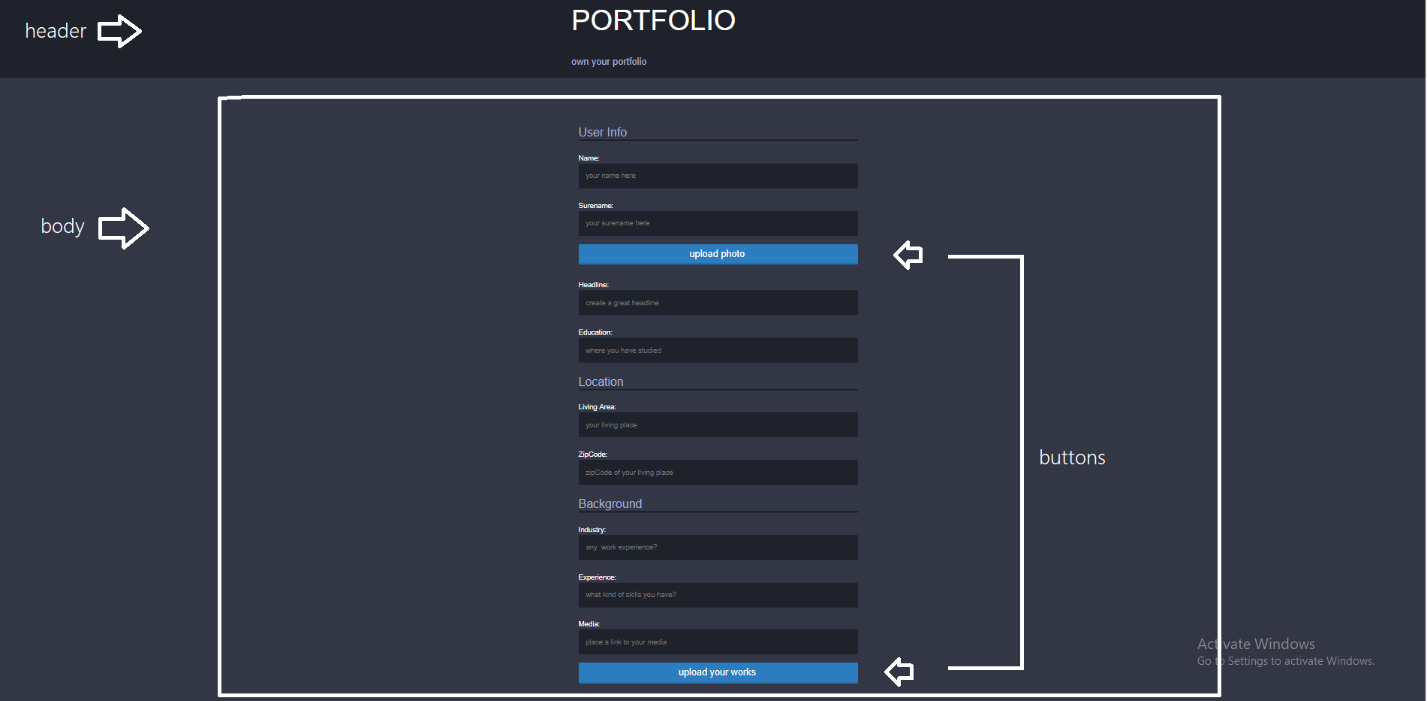 header
PORTFOLIO
own your portfolio
body
User Info
Name:
your name here
Surename:
your surename here
upload photo
Headline:
create a great headline
Education:
where you have studied
Location
Living Area:
your living place
ZipCode:
zipCode of your living place
Background
Industry:
any work experience?
Experience:
what kind of skills you have?
Media:
place a link to your media
upload your works
buttons
Activate Windows
Go to Settings to activate Windows.